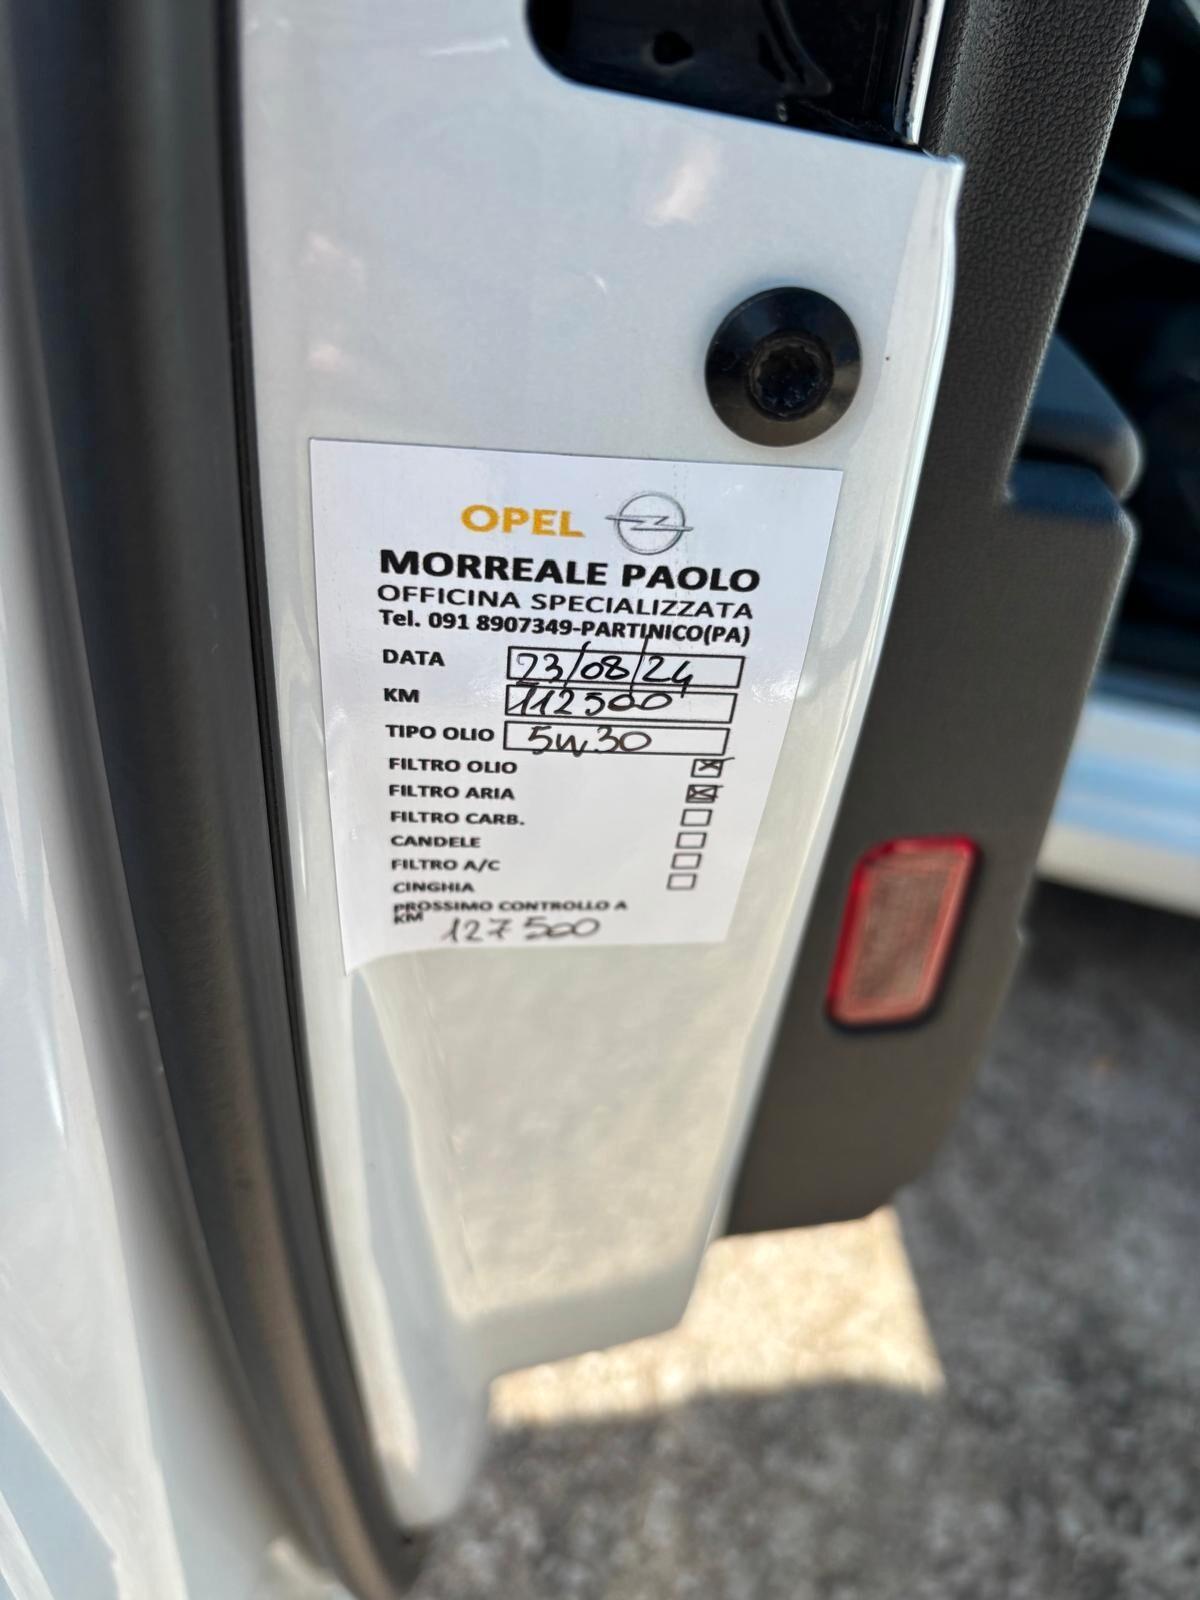 OPEL
MORREALE PAOLO
OFFICINA SPECIALIZZATA
Tel. 091 8907349-PARTINICO(PA)
DATA 23/08/24
KM 112500
TIPO OLIO 5w30
FILTRO OLIO
FILTRO ARIA
FILTRO CARB.
CANDELE
FILTRO A/C
CINGHIA
PROSSIMO CONTROLLO A
KM 127500